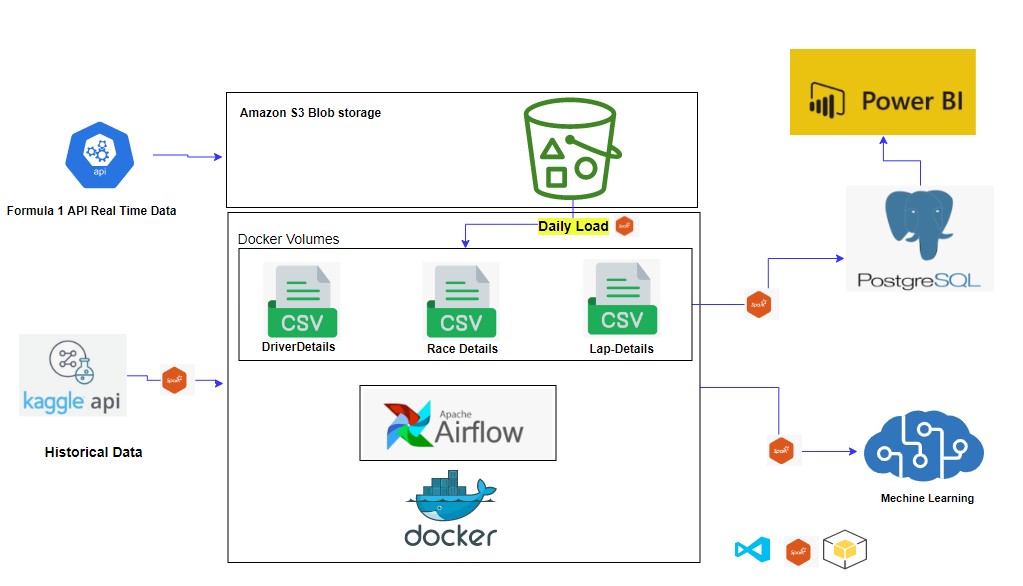 Amazon S3 Blob storage
Power BI
api
Formula 1 API Real Time Data
Daily Load
Docker Volumes
CSV
CSV
CSV
DriverDetails
Race Details
Lap-Details
PostgreSQL
kaggle api
Historical Data
Apache
Airflow
docker
Mechine Learning